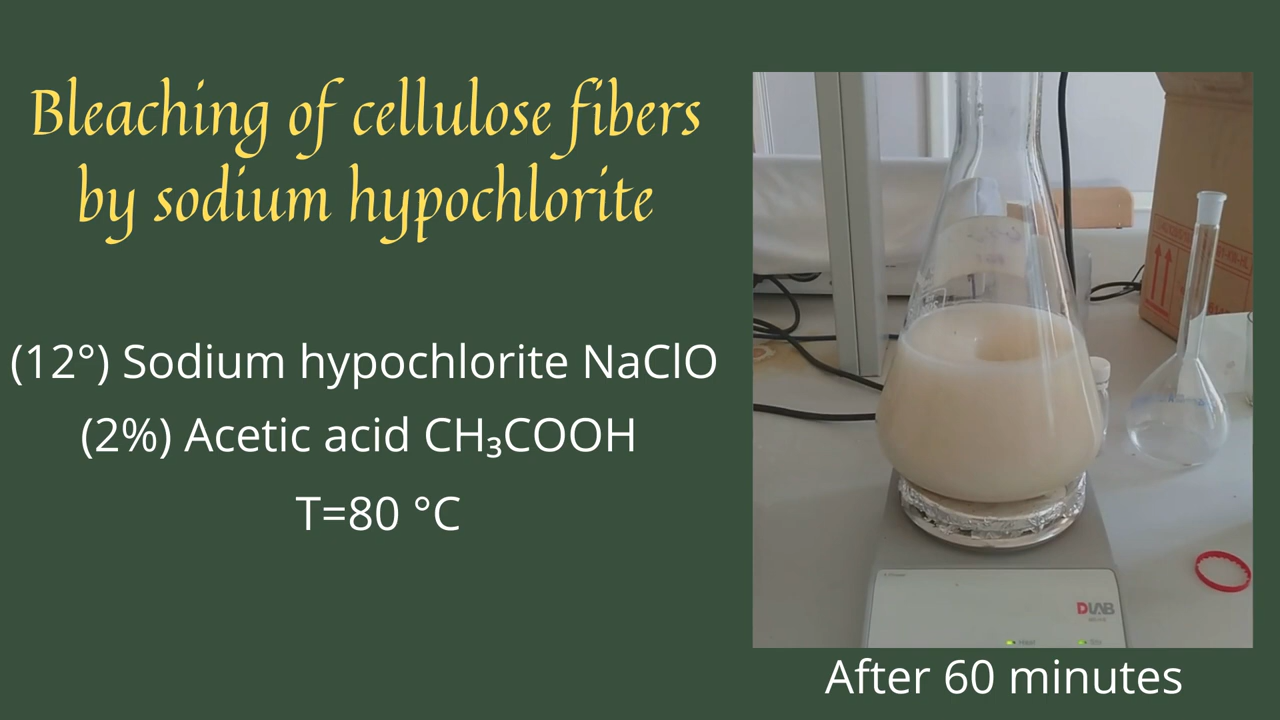 Bleaching of cellulose fibers
by sodium hypochlorite
(12°) Sodium hypochlorite NaClO
(2%) Acetic acid CH₃COOH
T=80 °C
DLAB
After 60 minutes